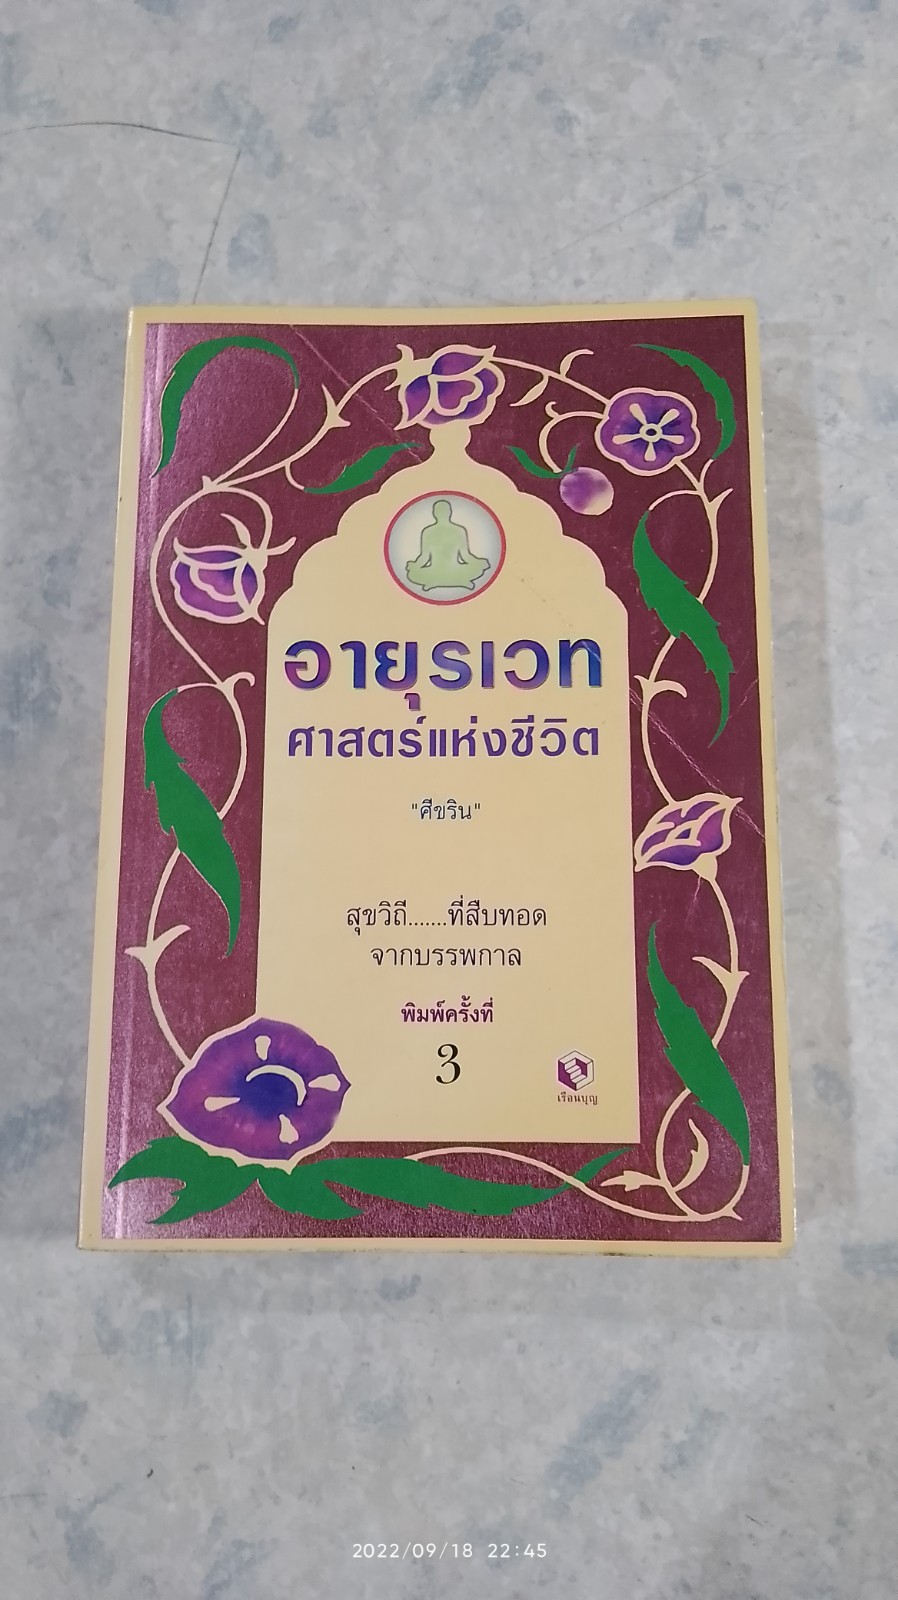 อายุรเวท
ศาสตร์แห่งชีวิต
"ศีขริน"
สุขวิถี.......ที่สืบทอด
จากบรรพกาล
พิมพ์ครั้งที่
3
เรือนบุญ
2022/09/18 22:45